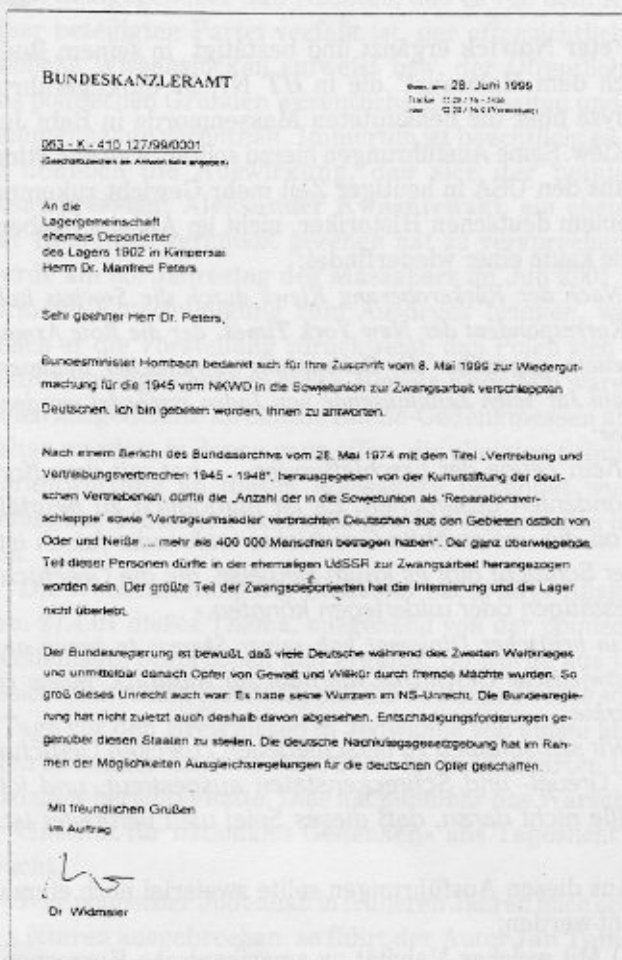 BUNDESKANZLERAMT
28. Juni 1999
053 - K - 410 127/99/0001
An die
Lagergemeinschaft
ehemals Deportierter
des Lagers 1902 in Kimpersai
Herrn Dr. Manfred Peters
Sehr geehrter Herr Dr. Peters,
Bundesminister Hombach bedankt sich für Ihre Zuschrift vom 8. Mai 1999 zur Wiedergut-
machung für die 1945 vom NKWD in die Sowjetunion zur Zwangsarbeit verschleppten
Deutschen. Ich bin gebeten worden, Ihnen zu antworten.
Nach einem Bericht des Bundesarchivs vom 28. Mai 1974 mit dem Titel „Vertreibung und
Vertreibungsverbrechen 1945 - 1948", herausgegeben von der Kulturstiftung der deut-
schen Vertriebenen, dürfte die „Anzahl der in die Sowjetunion als 'Reparationsver-
schleppte' sowie 'Vertragsumsiedler' verbrachten Deutschen aus den Gebieten östlich von
Oder und Neiße ... mehr als 400 000 Menschen betragen haben". Der ganz überwiegende
Teil dieser Personen dürfte in der ehemaligen UdSSR zur Zwangsarbeit herangezogen
worden sein. Der größte Teil der Zwangsdeportierten hat die Internierung und die Lager
nicht überlebt.
Der Bundesregierung ist bewußt, daß viele Deutsche während des Zweiten Weltkrieges
und unmittelbar danach Opfer von Gewalt und Willkür durch fremde Mächte wurden. So
groß dieses Unrecht auch war: Es habe seine Wurzeln im NS-Unrecht. Die Bundesregie-
rung hat nicht zuletzt auch deshalb davon abgesehen, Entschädigungsforderungen ge-
genüber diesen Staaten zu stellen. Die deutsche Nachkriegsgesetzgebung hat im Rah-
men der Möglichkeiten Ausgleichsregelungen für die deutschen Opfer geschaffen.
Mit freundlichen Grüßen
Im Auftrag
Dr. Widmaier